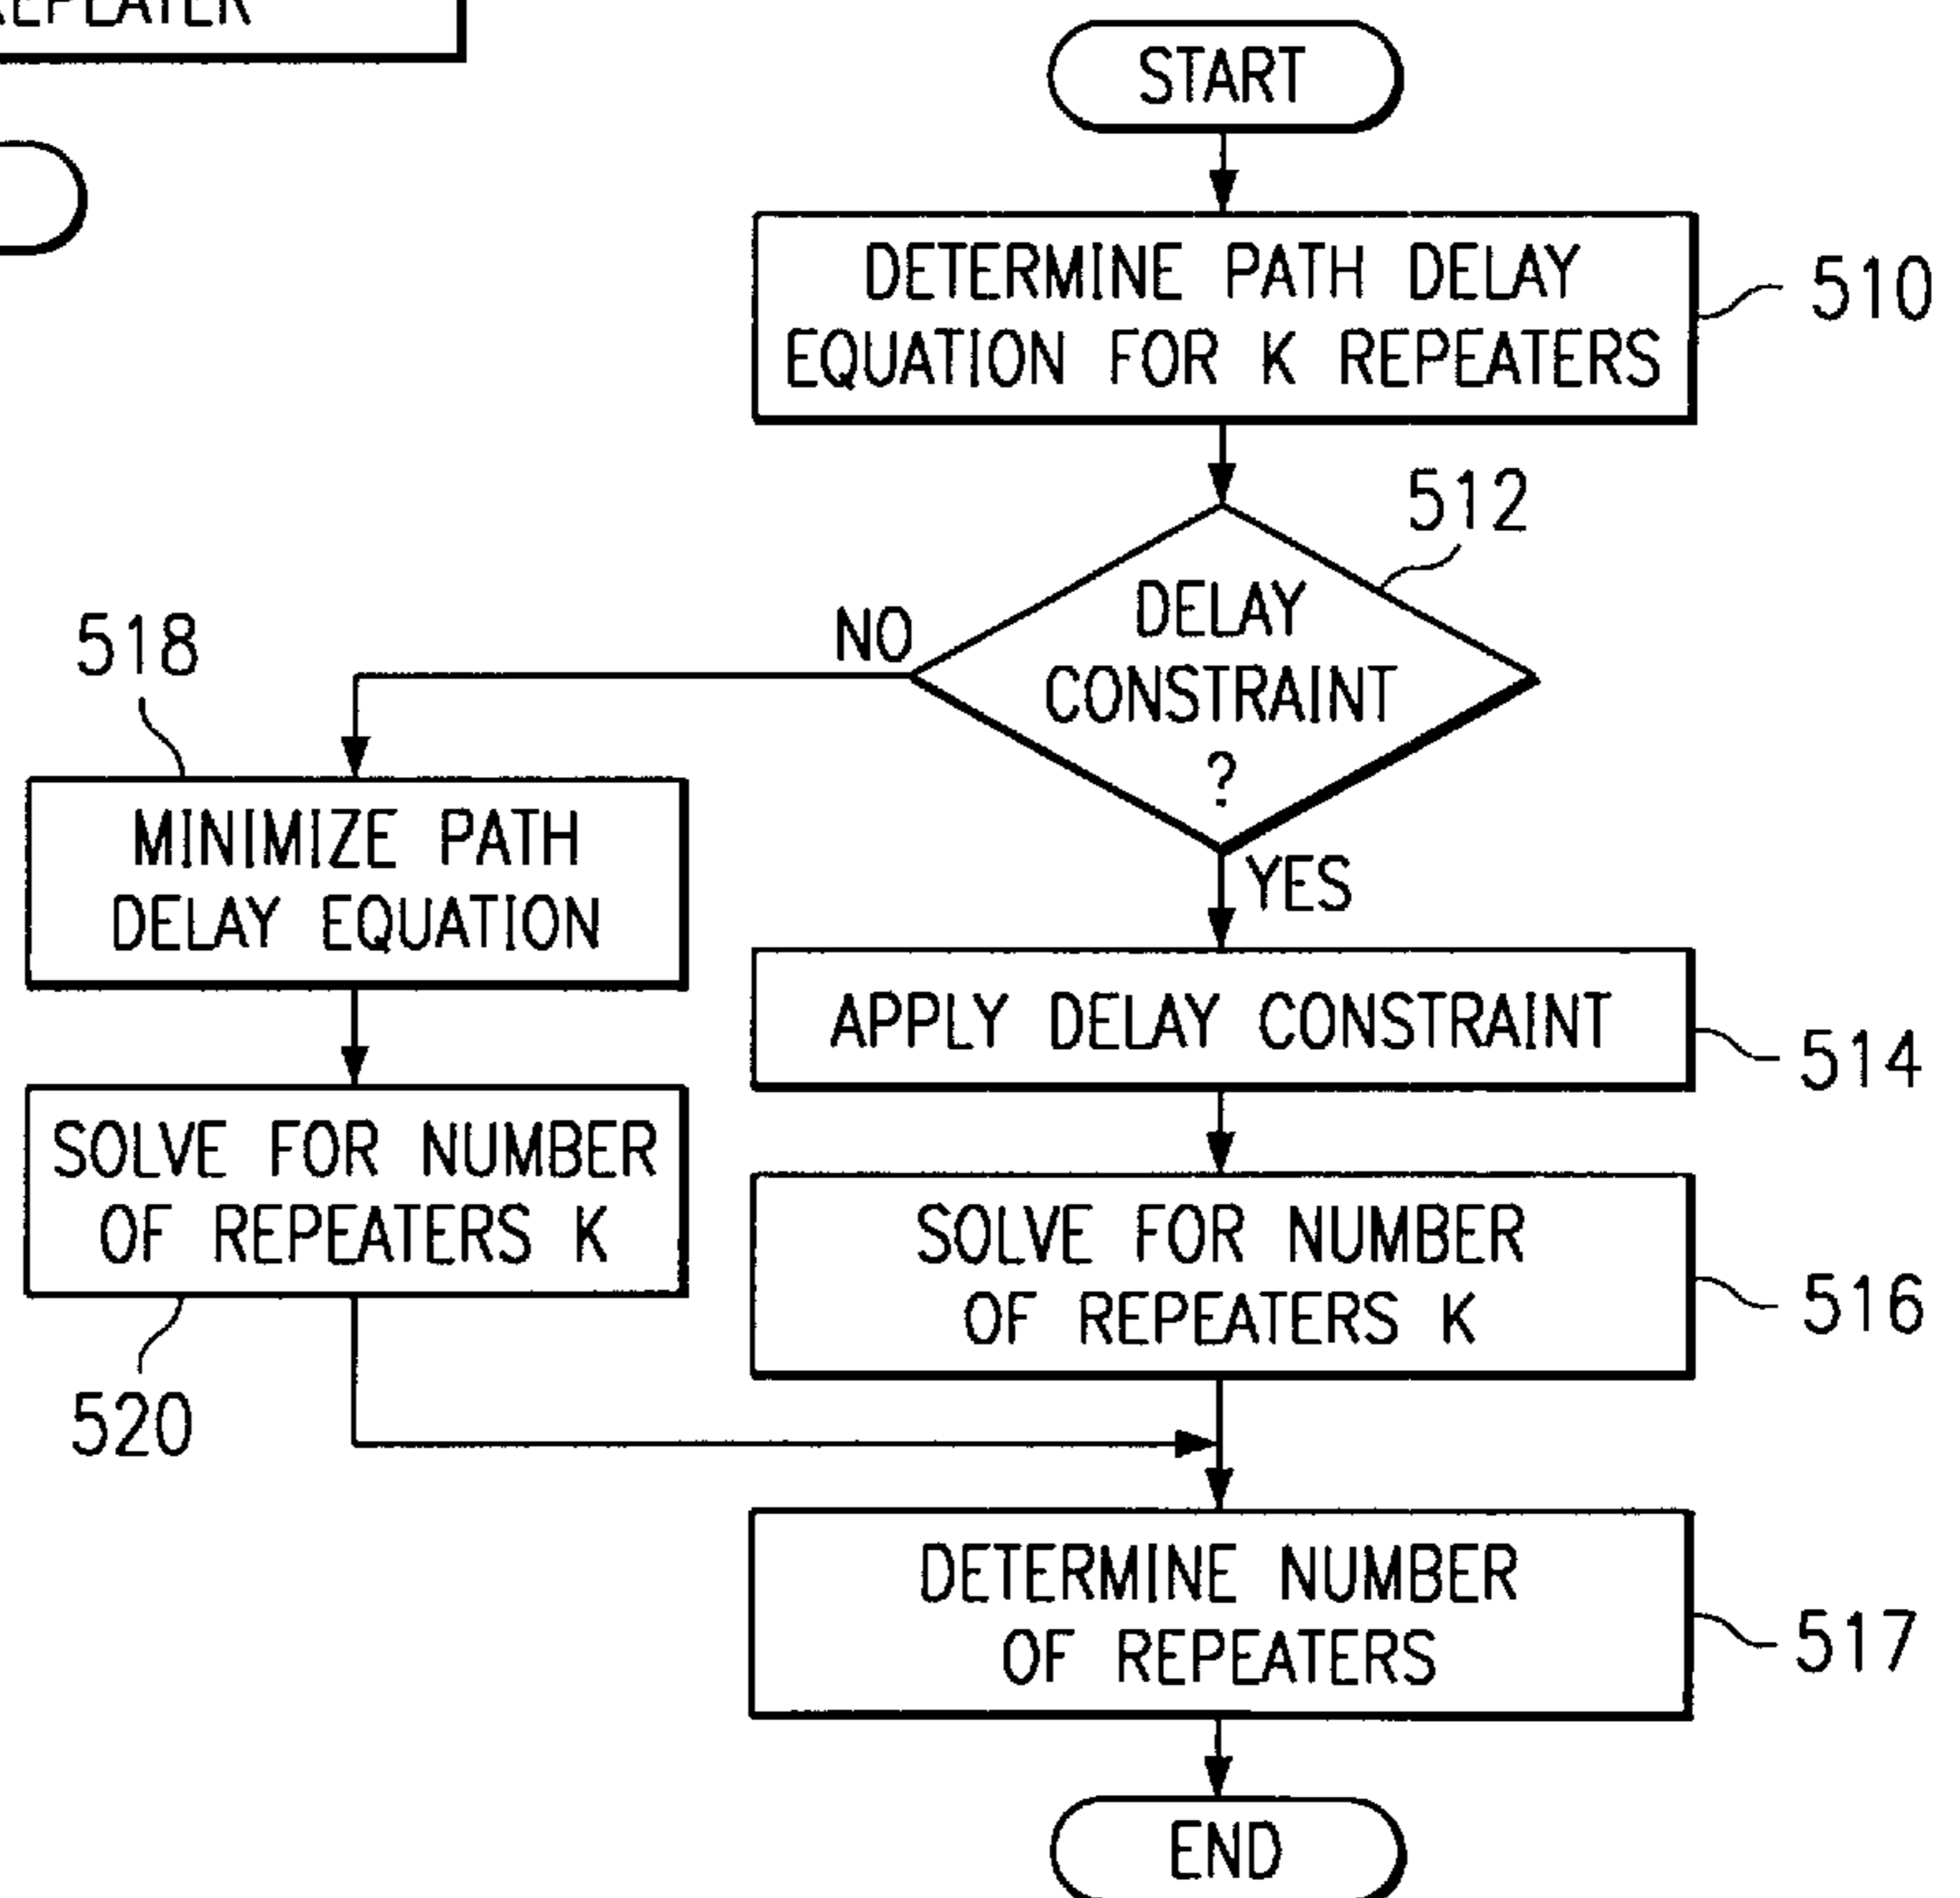 REPEATER
START
DETERMINE PATH DELAY
EQUATION FOR K REPEATERS
510
512
DELAY
CONSTRAINT
?
NO
YES
518
MINIMIZE PATH
DELAY EQUATION
APPLY DELAY CONSTRAINT
514
SOLVE FOR NUMBER
OF REPEATERS K
520
SOLVE FOR NUMBER
OF REPEATERS K
516
DETERMINE NUMBER
OF REPEATERS
517
END